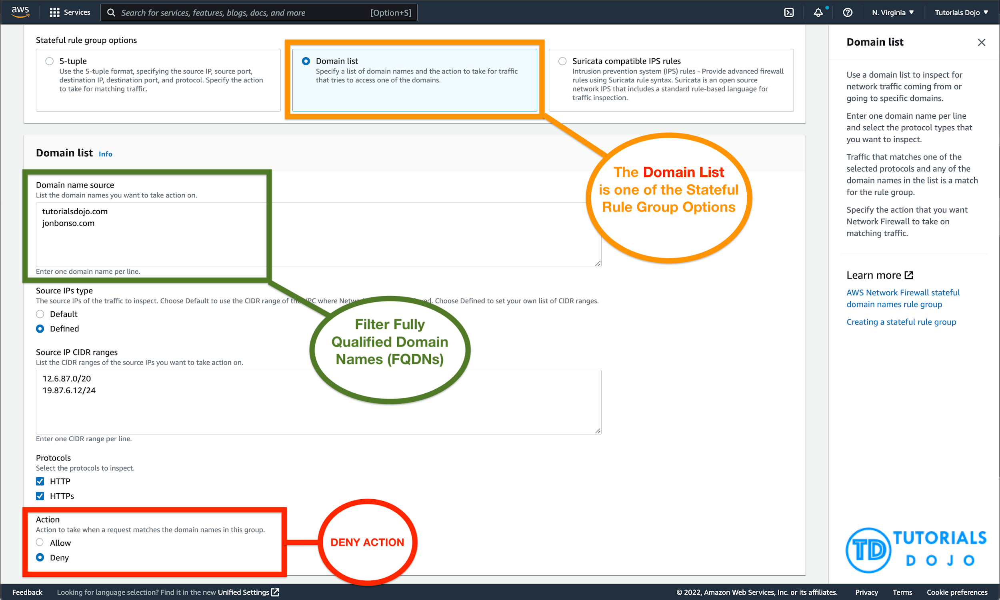 aws
Services
Search for services, features, blogs, docs, and more
[Option+S]
N. Virginia
Tutorials Dojo
Stateful rule group options
5-tuple
Use the 5-tuple format, specifying the source IP, source port,
destination IP, destination port, and protocol. Specify the action
to take for matching traffic.
Domain list
Specify a list of domain names and the action to take for traffic
that tries to access one of the domains.
Suricata compatible IPS rules
Intrusion prevention system (IPS) rules - Provide advanced firewall
rules using Suricata rule syntax. Suricata is an open source
network IPS that includes a standard rule-based language for
traffic inspection.
The Domain List
is one of the Stateful
Rule Group Options
Domain list Info
Domain name source
List the domain names you want to take action on.
tutorialsdojo.com
jonbonso.com
Enter one domain name per line.
Source IPs type
The source IPs of the traffic to inspect. Choose Default to use the CIDR range of the VPC where Netw ed. Choose Defined to set your own list of CIDR ranges.
Default
Defined
Filter Fully
Qualified Domain
Names (FQDNs)
Source IP CIDR ranges
List the CIDR ranges of the source IPs you want to take action on.
12.6.87.0/20
19.87.6.12/24
Enter one CIDR range per line.
Protocols
Select the protocols to inspect.
HTTP
HTTPs
Action
Action to take when a request matches the domain names in this group.
Allow
Deny
DENY ACTION
Domain list
Use a domain list to inspect for
network traffic coming from or
going to specific domains.
Enter one domain name per line
and select the protocol types that
you want to inspect.
Traffic that matches one of the
selected protocols and any of the
domain names in the list is a match
for the rule group.
Specify the action that you want
Network Firewall to take on
matching traffic.
Learn more
AWS Network Firewall stateful
domain names rule group
Creating a stateful rule group
TD
TUTORIALS
DOJO
Feedback
Looking for language selection? Find it in the new Unified Settings
© 2022, Amazon Web Services, Inc. or its affiliates.
Privacy
Terms
Cookie preferences